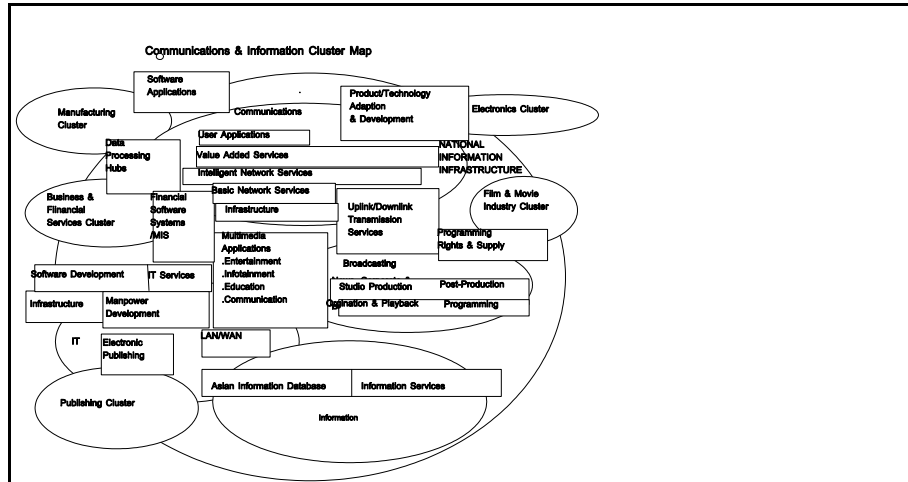 Communications & Information Cluster Map
Software
Applications
Product/Technology
Adaption
& Development
Electronics Cluster
Manufacturing
Cluster
Communications
User Applications
Data
Processing
Hubs
Value Added Services
NATIONAL
INFORMATION
INFRASTRUCTURE
Intelligent Network Services
Basic Network Services
Business &
Fiinancial
Services Cluster
Financial
Software
Systems
/MIS
Infrastructure
Uplink/Downlink
Transmission
Services
Film & Movie
Industry Cluster
Programming
Rights & Supply
Multimedia
Applications
.Entertainment
.Infotainment
.Education
.Communication
Broadcasting
Software Development
IT Services
Studio Production
Post-Production
Infrastructure
Manpower
Development
& Playback
Programming
IT
Electronic
Publishing
LAN/WAN
Asian Information Database
Information Services
Publishing Cluster
Information